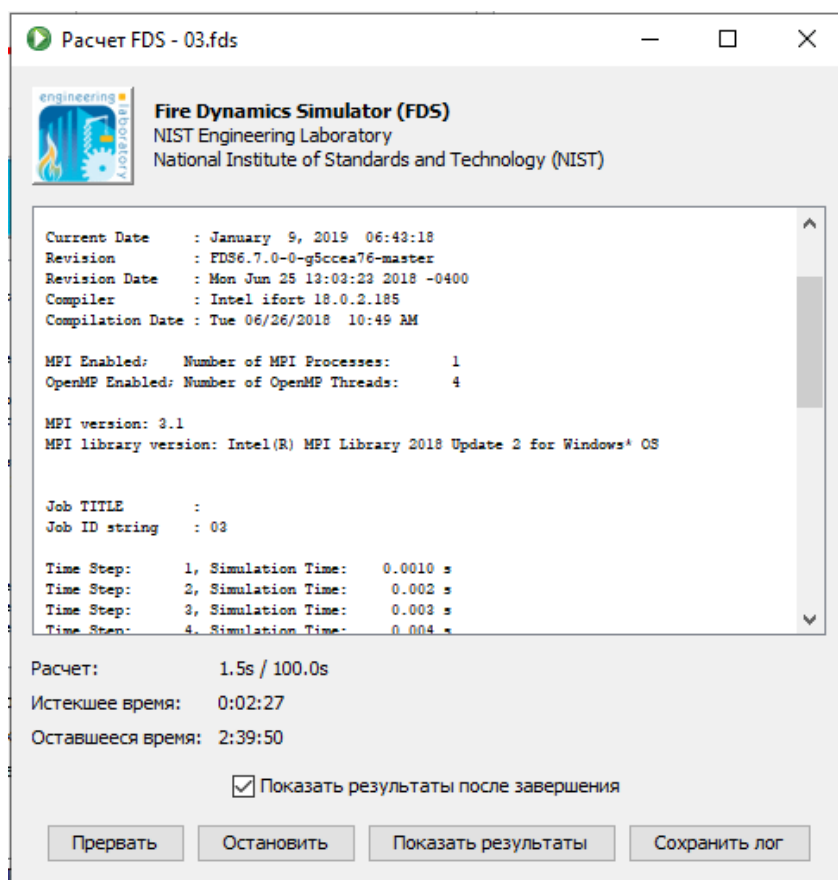 Расчет FDS - 03.fds
engineering
laboratory
Fire Dynamics Simulator (FDS)
NIST Engineering Laboratory
National Institute of Standards and Technology (NIST)
Current Date : January 9, 2019 06:43:18
Revision : FDS6.7.0-0-g5ccea76-master
Revision Date : Mon Jun 25 13:03:23 2018 -0400
Compiler : Intel ifort 18.0.2.185
Compilation Date : Tue 06/26/2018 10:49 AM
MPI Enabled; Number of MPI Processes: 1
OpenMP Enabled; Number of OpenMP Threads: 4
MPI version: 3.1
MPI library version: Intel(R) MPI Library 2018 Update 2 for Windows* OS
Job TITLE :
Job ID string : 03
Time Step: 1, Simulation Time: 0.0010 s
Time Step: 2, Simulation Time: 0.002 s
Time Step: 3, Simulation Time: 0.003 s
Time Step: 4, Simulation Time: 0.004 s
Расчет: 1.5s / 100.0s
Истекшее время: 0:02:27
Оставшееся время: 2:39:50
Показать результаты после завершения
Прервать Остановить Показать результаты Сохранить лог